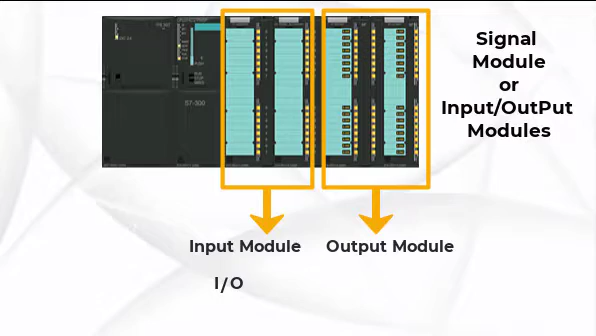 Signal
Module
or
Input/OutPut
Modules
S7-300
Input Module
Output Module
I/O